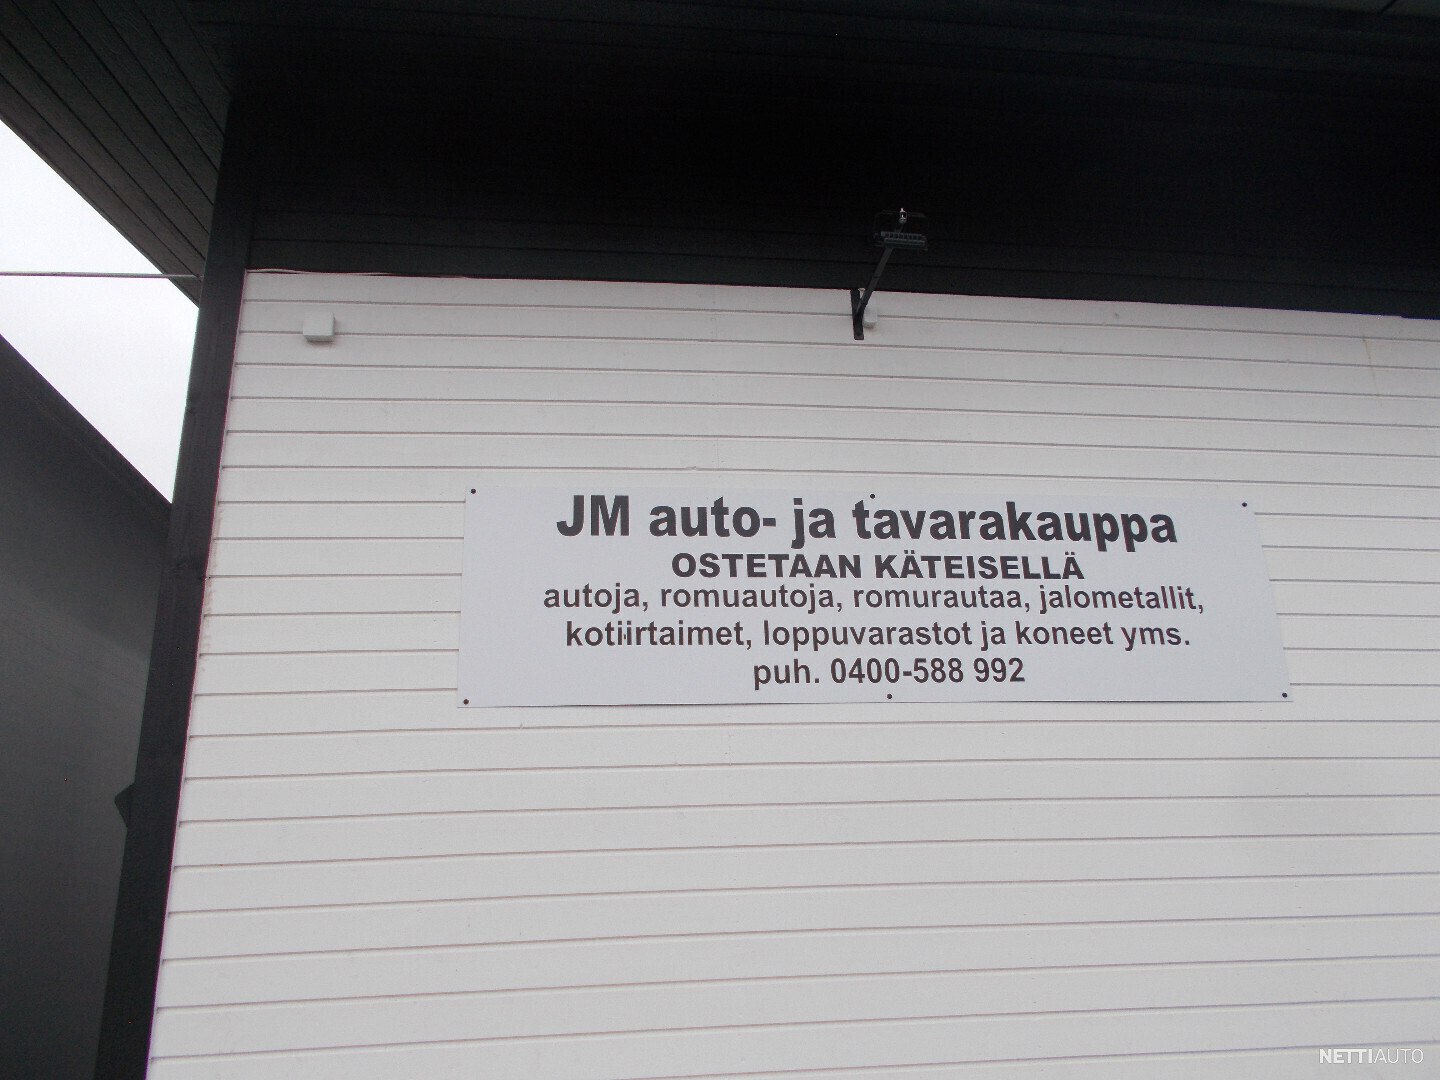 JM auto- ja tavarakauppa
OSTETAAN KÄTEISELLÄ
autoja, romuautoja, romurautaa, jalometallit,
kotiirtaimet, loppuvarastot ja koneet yms.
puh. 0400-588 992
NETTIAUTO